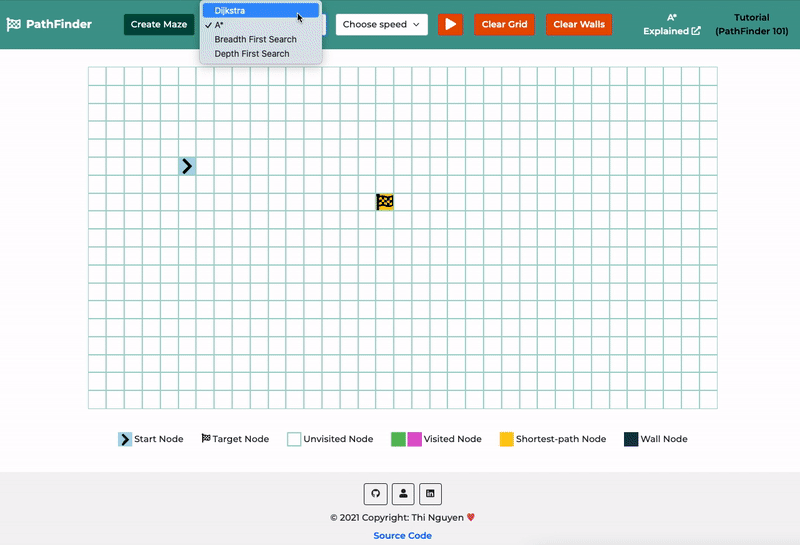 PathFinder
Create Maze
Dijkstra
A*
Breadth First Search
Depth First Search
Choose speed
Clear Grid
Clear Walls
A*
Explained
Tutorial
(PathFinder 101)
Start Node
Target Node
Unvisited Node
Visited Node
Shortest-path Node
Wall Node
© 2021 Copyright: Thi Nguyen ❤️
Source Code